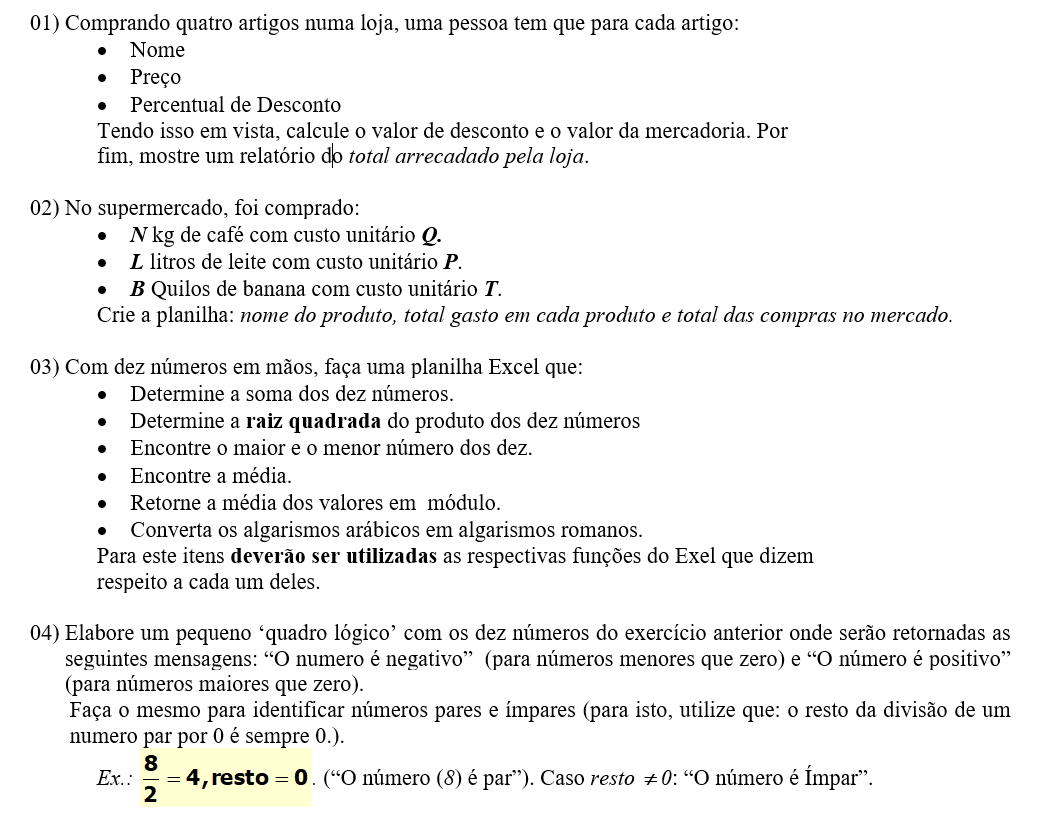 01) Comprando quatro artigos numa loja, uma pessoa tem que para cada artigo:
• Nome
• Preço
• Percentual de Desconto
Tendo isso em vista, calcule o valor de desconto e o valor da mercadoria. Por
fim, mostre um relatório do total arrecadado pela loja.
02) No supermercado, foi comprado:
• N kg de café com custo unitário Q.
• L litros de leite com custo unitário P.
• B Quilos de banana com custo unitário T.
Crie a planilha: nome do produto, total gasto em cada produto e total das compras no mercado.
03) Com dez números em mãos, faça uma planilha Excel que:
• Determine a soma dos dez números.
• Determine a raiz quadrada do produto dos dez números
• Encontre o maior e o menor número dos dez.
• Encontre a média.
• Retorne a média dos valores em módulo.
• Converta os algarismos arábicos em algarismos romanos.
Para este itens deverão ser utilizadas as respectivas funções do Exel que dizem
respeito a cada um deles.
04) Elabore um pequeno ‘quadro lógico’ com os dez números do exercício anterior onde serão retornadas as
seguintes mensagens: “O numero é negativo” (para números menores que zero) e “O número é positivo”
(para números maiores que zero).
Faça o mesmo para identificar números pares e ímpares (para isto, utilize que: o resto da divisão de um
numero par por 0 é sempre 0.).
Ex.: 8/2 = 4, resto = 0. (“O número (8) é par”). Caso resto ≠ 0: “O número é Ímpar”.